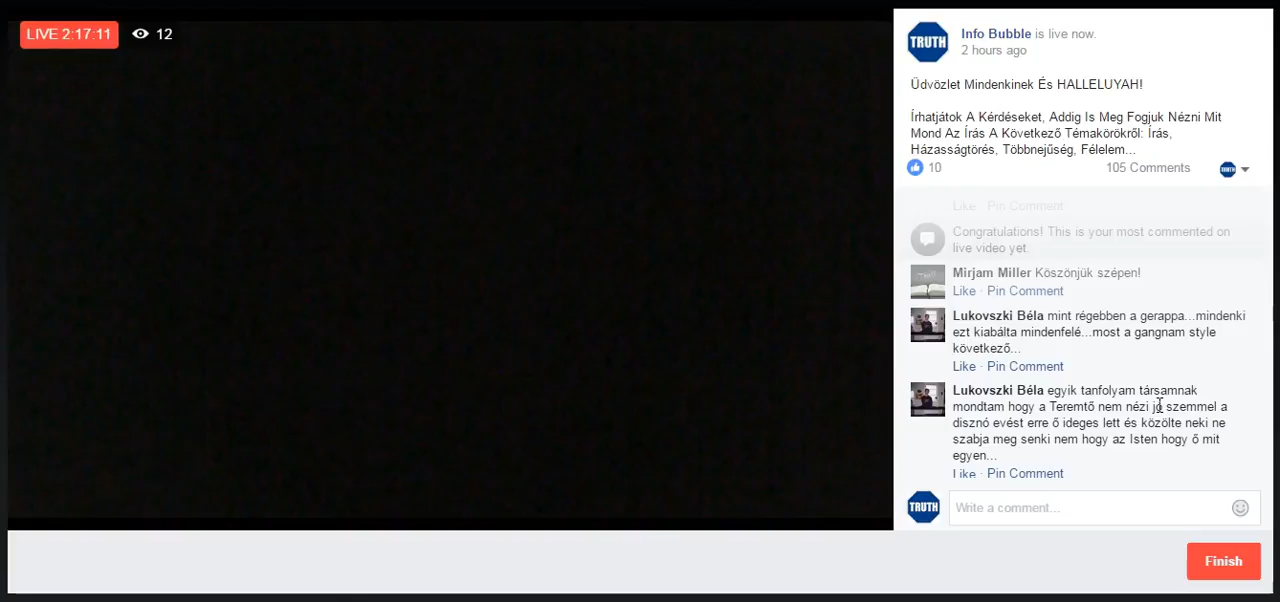 LIVE 2:17:11
12
TRUTH
Info Bubble is live now.
2 hours ago
Üdvözlet Mindenkinek És HALLELUYAH!
Írhatjátok A Kérdéseket, Addig Is Meg Fogjuk Nézni Mit
Mond Az Írás A Következő Témakörökről: Írás,
Házasságtörés, Többnejűség, Félelem...
10
105 Comments
TRUTH
Like · Pin Comment
Congratulations! This is your most commented on
live video yet.
Mirjam Miller Köszönjük szépen!
Like · Pin Comment
Lukovszki Béla mint régebben a gerappa...mindenki
ezt kiabálta mindenfelé...most a gangnam style
következő...
Like · Pin Comment
Lukovszki Béla egyik tanfolyam társamnak
mondtam hogy a Teremtő nem nézi jó szemmel a
disznó evést erre ő ideges lett és közölte neki ne
szabja meg senki nem hogy az Isten hogy ő mit
egyen...
Like · Pin Comment
TRUTH
Write a comment...
Finish